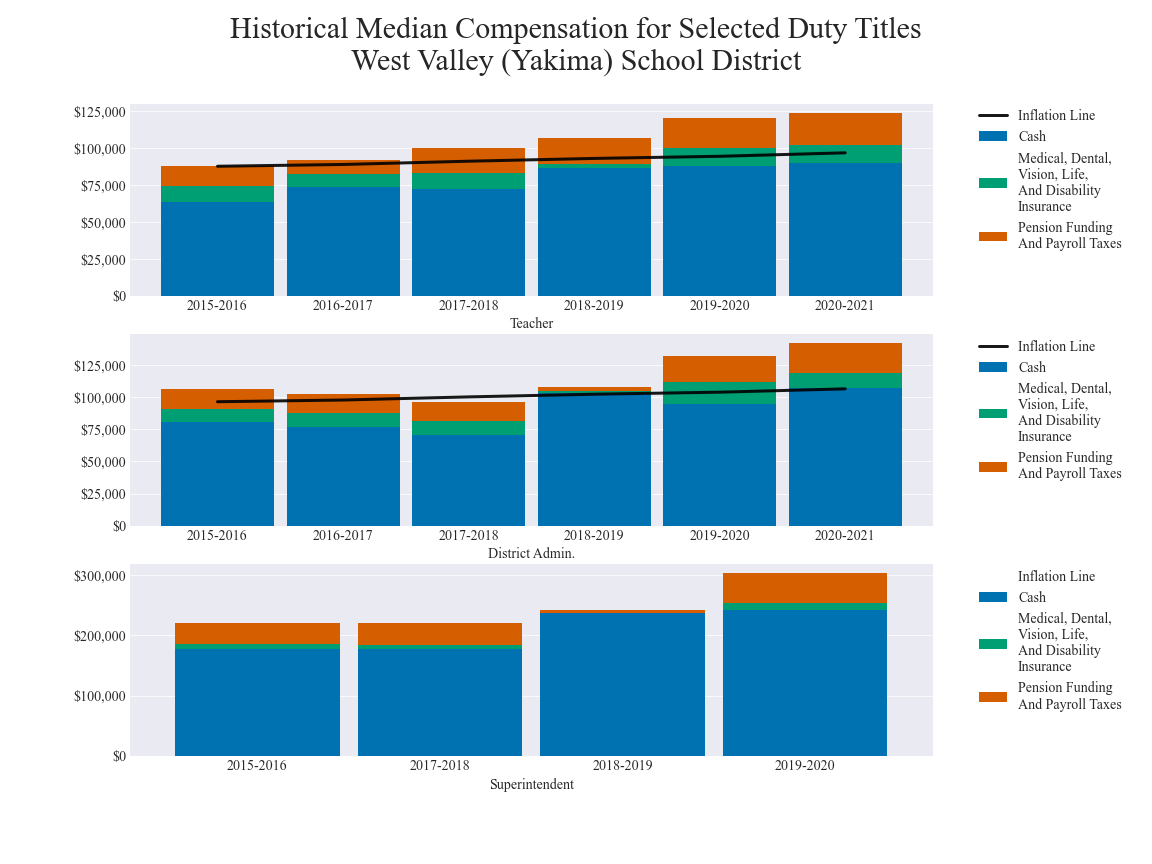 Historical Median Compensation for Selected Duty Titles
West Valley (Yakima) School District
$125,000
$100,000
$75,000
$50,000
$25,000
$0
2015-2016 2016-2017 2017-2018 2018-2019 2019-2020 2020-2021
Teacher
Inflation Line
Cash
Medical, Dental,
Vision, Life,
And Disability
Insurance
Pension Funding
And Payroll Taxes
$125,000
$100,000
$75,000
$50,000
$25,000
$0
2015-2016 2016-2017 2017-2018 2018-2019 2019-2020 2020-2021
District Admin.
Inflation Line
Cash
Medical, Dental,
Vision, Life,
And Disability
Insurance
Pension Funding
And Payroll Taxes
$300,000
$200,000
$100,000
$0
2015-2016 2017-2018 2018-2019 2019-2020
Superintendent
Inflation Line
Cash
Medical, Dental,
Vision, Life,
And Disability
Insurance
Pension Funding
And Payroll Taxes